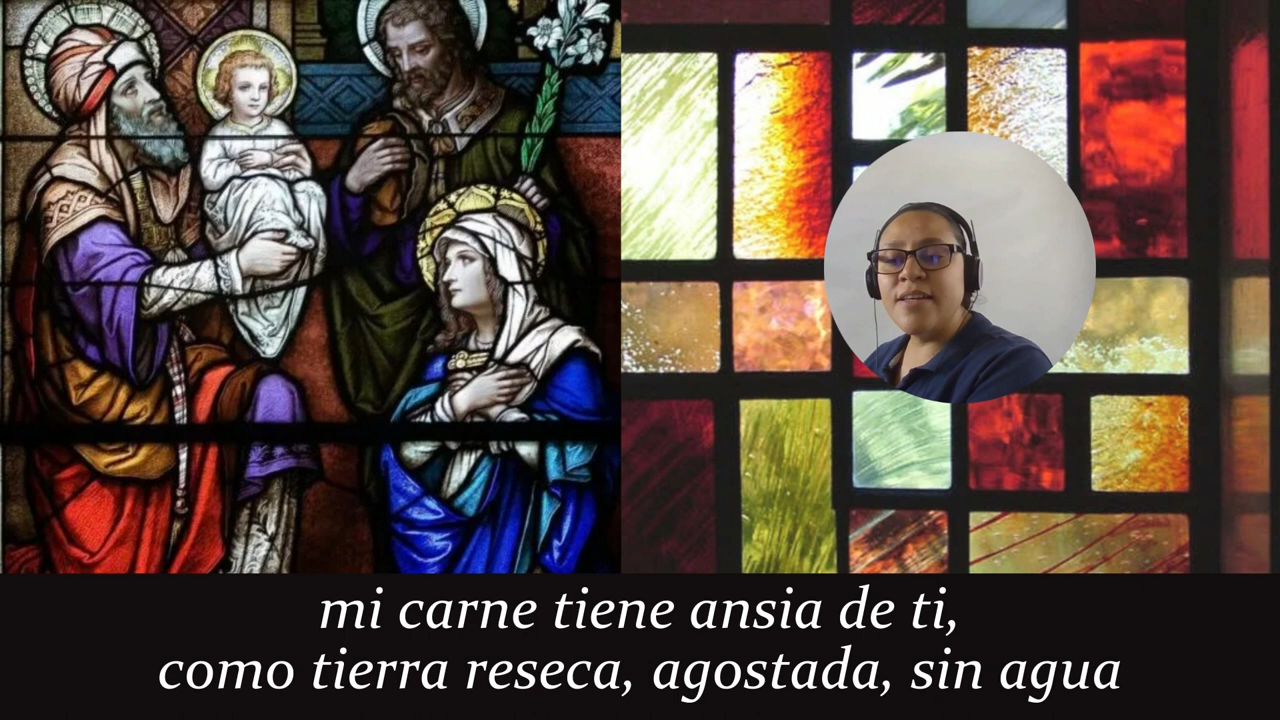 mi carne tiene ansia de ti,
como tierra reseca, agostada, sin agua